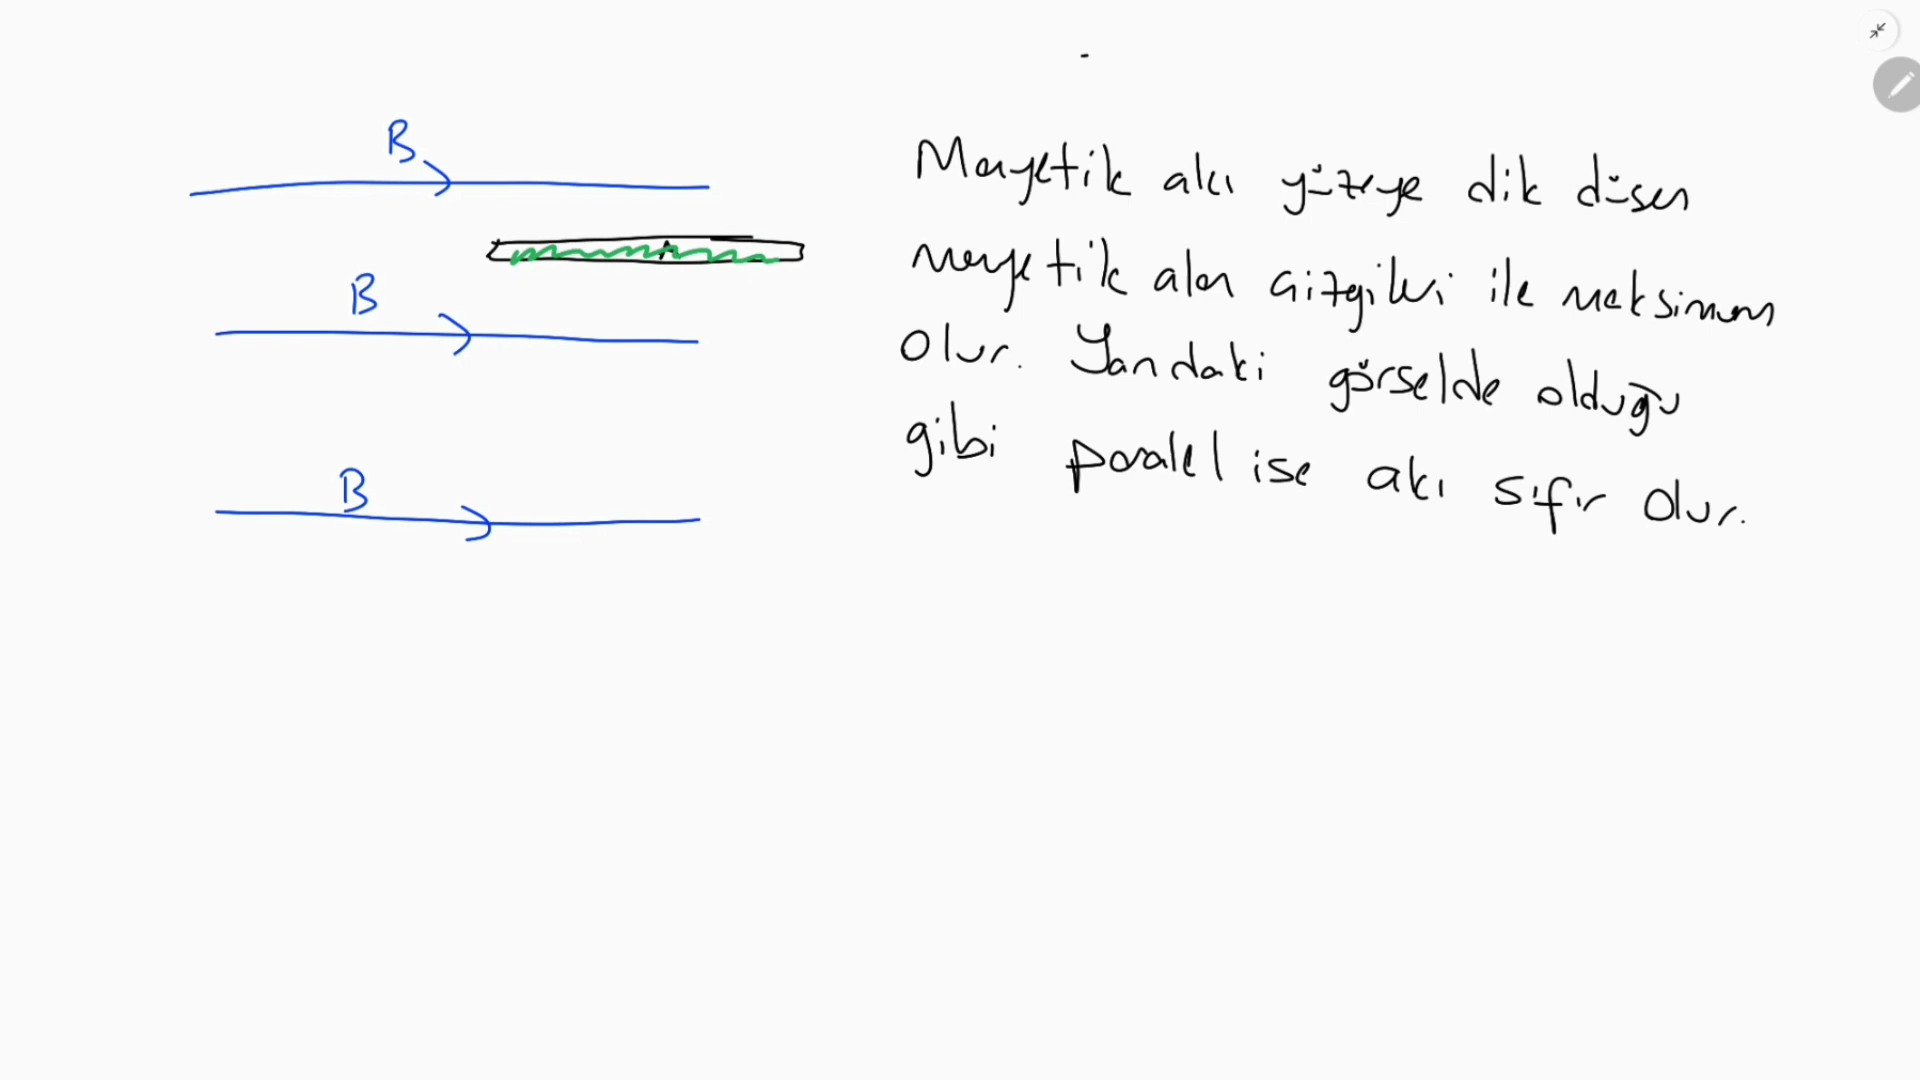 B
B
B
Manyetik akı yüzeye dik düşen
manyetik alan çizgileri ile maksimum
olur. Yandaki görselde olduğu
gibi paralel ise akı sıfır olur.